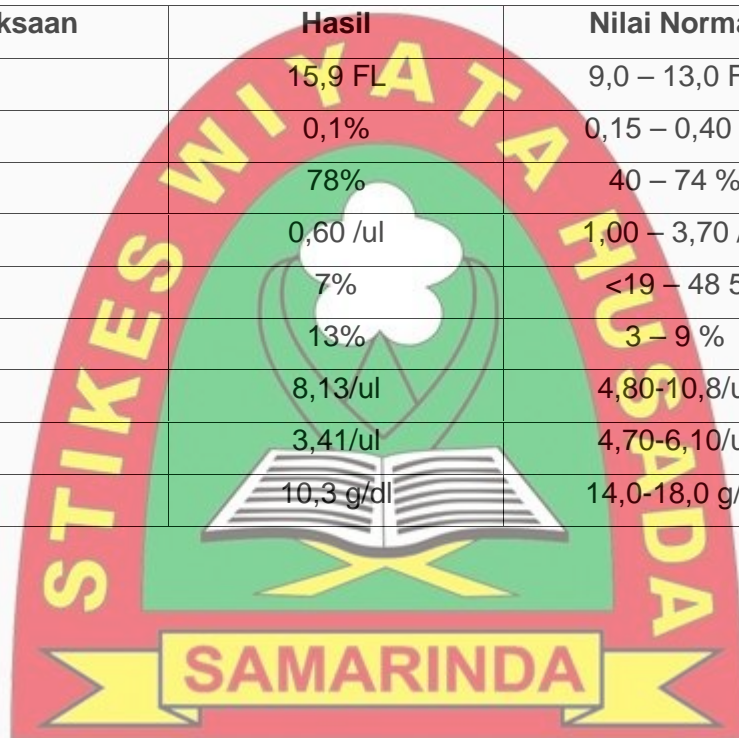 ksaan Hasil Nilai Norma
15,9 FL 9,0 – 13,0 F
0,1% 0,15 – 0,40
78% 40 – 74 %
0,60 /ul 1,00 – 3,70 /
7% <19 – 48 5
13% 3 – 9 %
8,13/ul 4,80-10,8/u
3,41/ul 4,70-6,10/u
10,3 g/dl 14,0-18,0 g/
STIKES WIYATA HUSADA
SAMARINDA